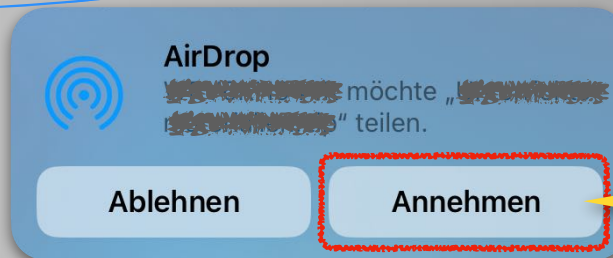 AirDrop
möchte „
“ teilen.
Ablehnen
Annehmen